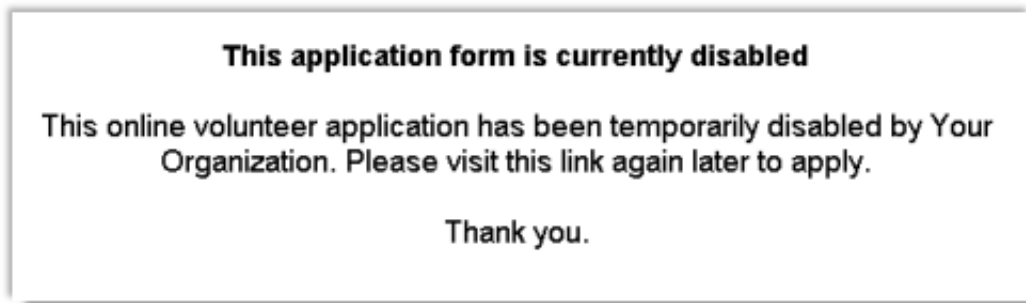 This application form is currently disabled
This online volunteer application has been temporarily disabled by Your
Organization. Please visit this link again later to apply.
Thank you.